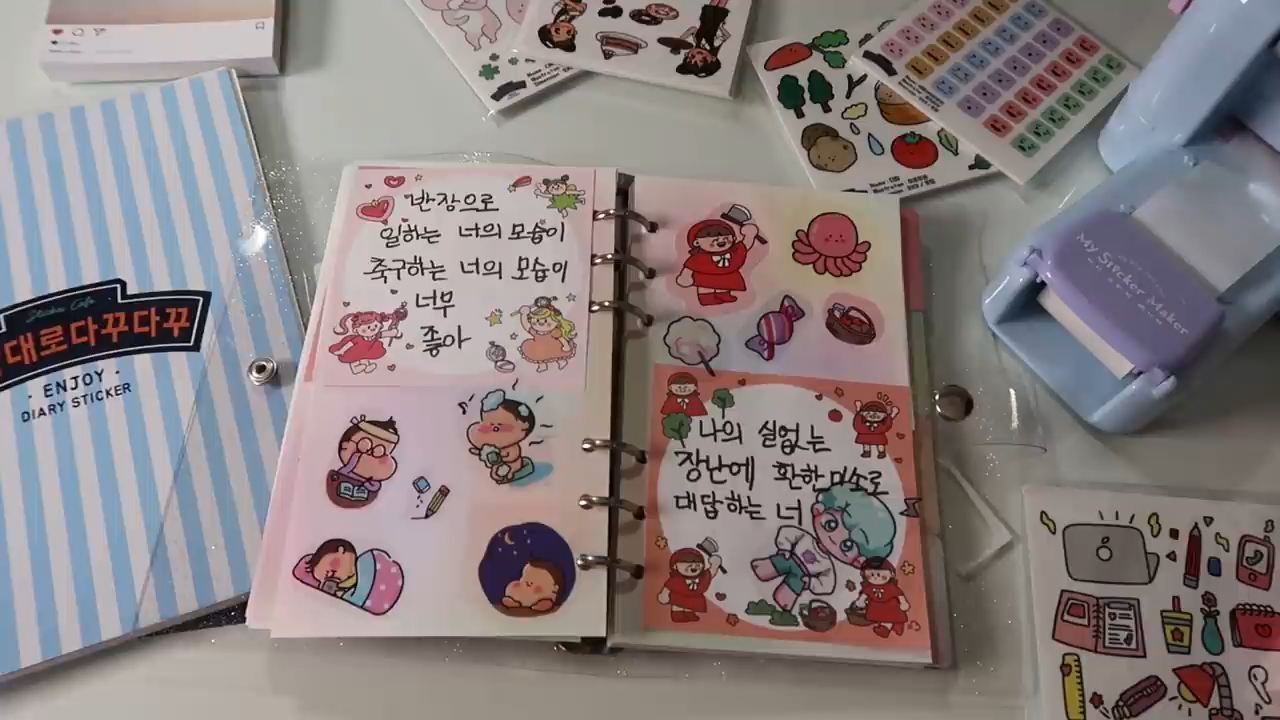 대로다꾸다꾸
· ENJOY ·
DIARY STICKER
반장으로
일하는 너의 모습이
축구하는 너의 모습이
너무
좋아
나의 실없는
장난에 환한 미소로
대답하는 너
My Sticker Maker